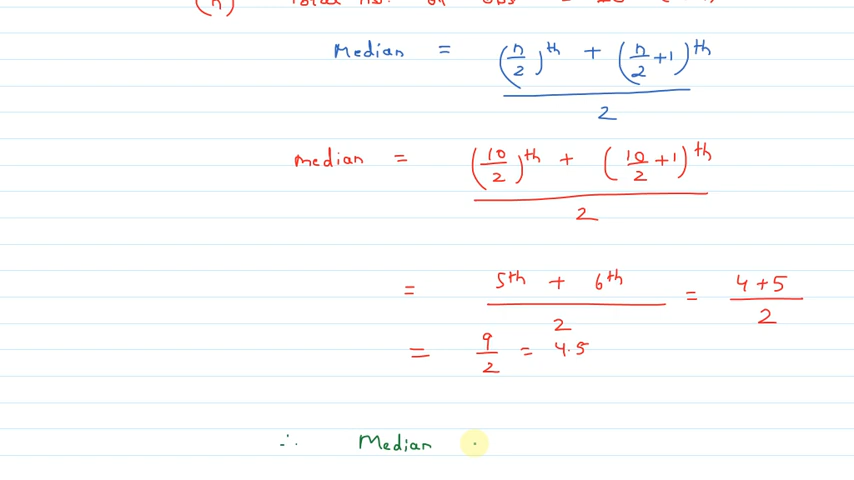 (n)
Median = ((n/2)th + (n/2 + 1)th) / 2
median = ((10/2)th + (10/2 + 1)th) / 2
= (5th + 6th) / 2 = (4 + 5) / 2
= 9/2 = 4.5
∴ Median